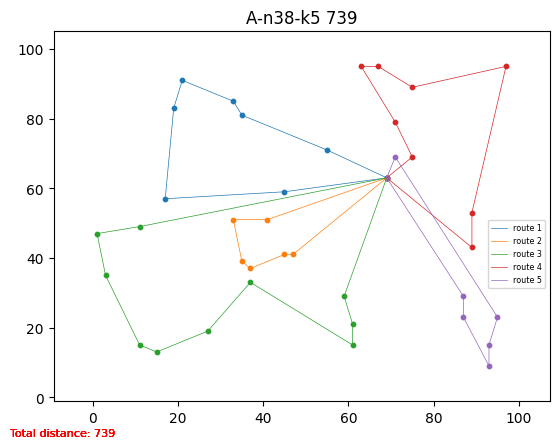 A-n38-k5 739
100
80
60
40
20
0
route 1
route 2
route 3
route 4
route 5
0 20 40 60 80 100
Total distance: 739